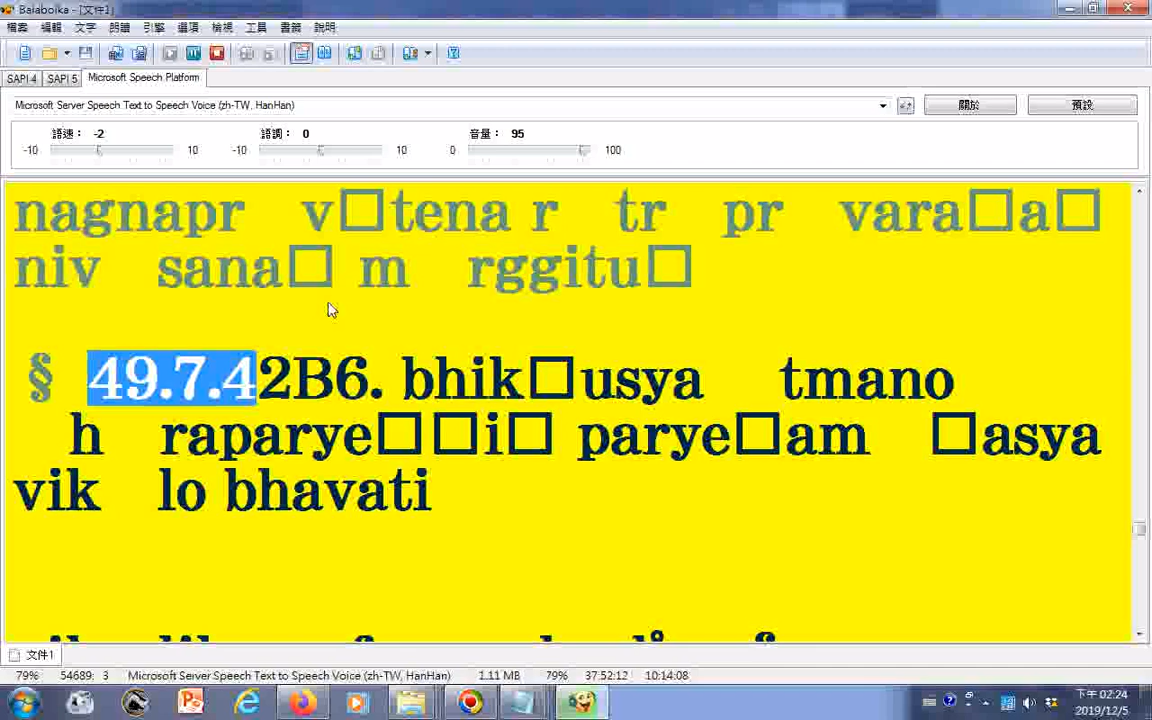 Balabolka - [文件1]
檔案 編輯 文字 朗讀 引擎 選項 檢視 工具 書籤 說明
SAPI 4 SAPI 5 Microsoft Speech Platform
Microsoft Server Speech Text to Speech Voice (zh-TW, HanHan) 關於 預設
語速： -2 語調： 0 音量： 95
-10 10 -10 10 0 100
nagnapr v□tena r tr pr vara□a□
niv sana□ m rggitu□
§ 49.7.42B6. bhik□usya tmano
h raparye□□i□ parye□am □asya
vik lo bhavati
文件1
79% 54689: 3 Microsoft Server Speech Text to Speech Voice (zh-TW, HanHan) 1.11 MB 79% 37:52:12 10:14:08
下午 02:24
2019/12/5